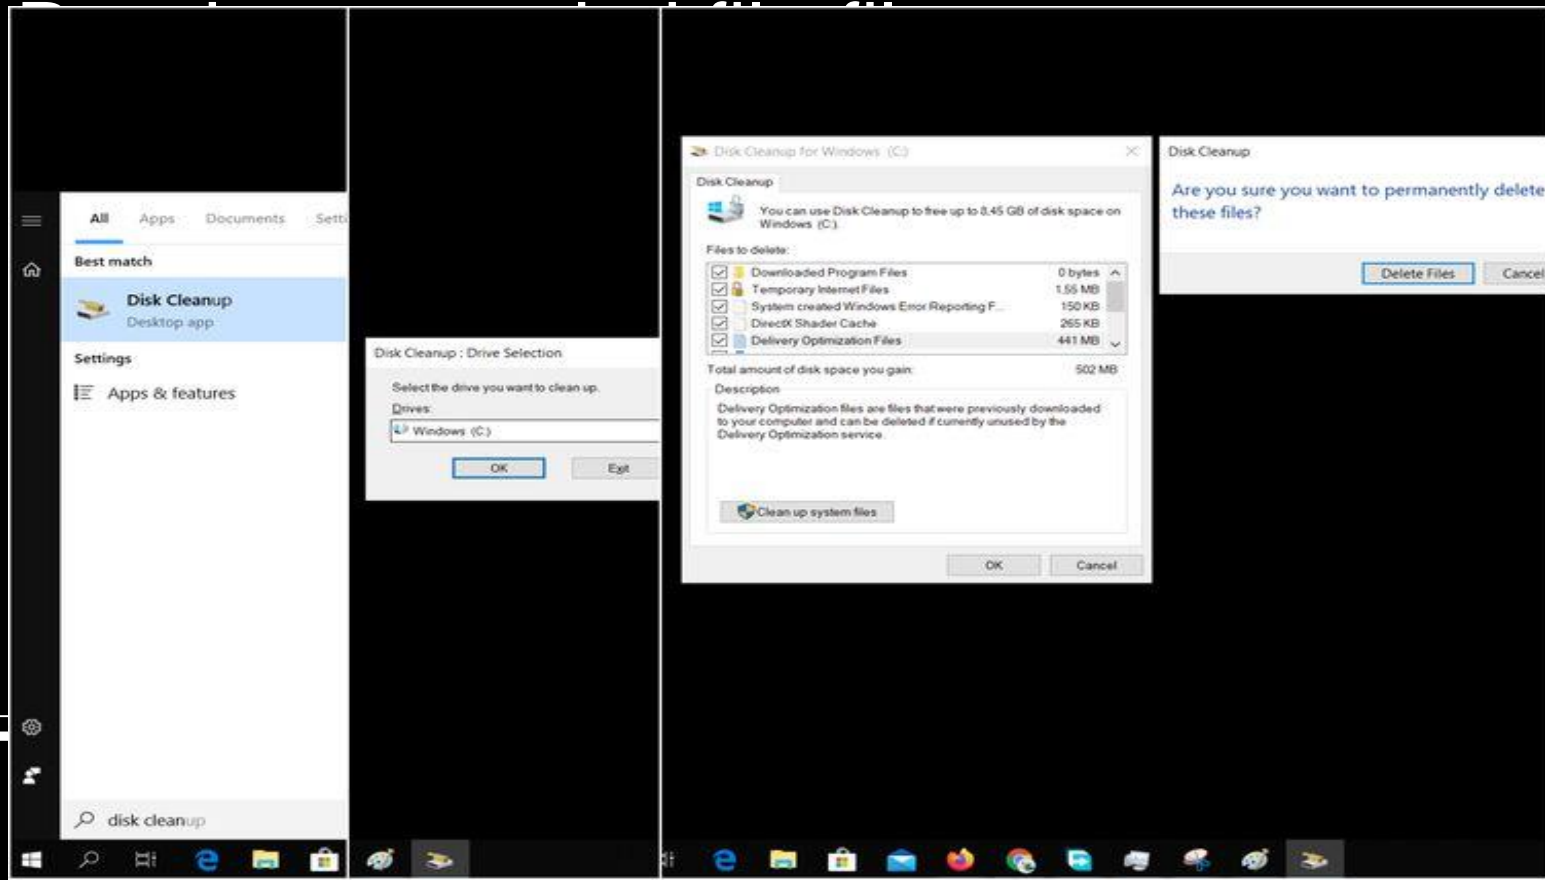 All Apps Documents Setti
Best match
Disk Cleanup
Desktop app
Settings
Apps & features
disk cleanup
Disk Cleanup : Drive Selection
Select the drive you want to clean up.
Drives:
Windows (C:)
OK Exit
Disk Cleanup for Windows (C:)
Disk Cleanup
You can use Disk Cleanup to free up to 8.45 GB of disk space on
Windows (C:).
Files to delete:
Downloaded Program Files 0 bytes
Temporary Internet Files 1.55 MB
System created Windows Error Reporting F... 150 KB
DirectX Shader Cache 265 KB
Delivery Optimization Files 441 MB
Total amount of disk space you gain: 502 MB
Description
Delivery Optimization files are files that were previously downloaded
to your computer and can be deleted if currently unused by the
Delivery Optimization service.
Clean up system files
OK Cancel
Disk Cleanup
Are you sure you want to permanently delete
these files?
Delete Files Cancel